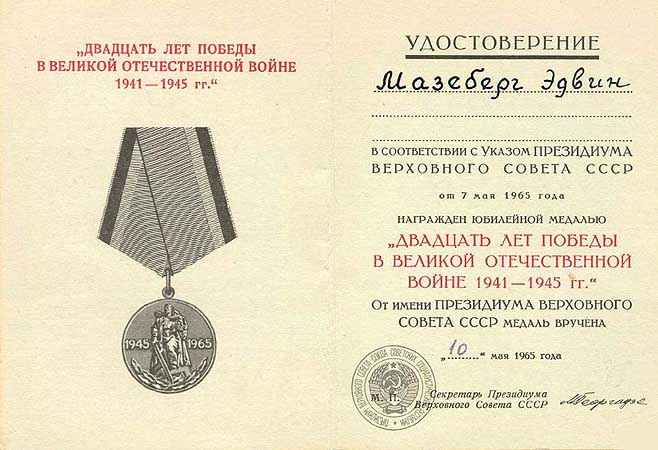 „ДВАДЦАТЬ ЛЕТ ПОБЕДЫ
В ВЕЛИКОЙ ОТЕЧЕСТВЕННОЙ ВОЙНЕ
1941 — 1945 гг.“
1945 1965
УДОСТОВЕРЕНИЕ
Мазеберг Эдвин
В СООТВЕТСТВИИ С УКАЗОМ ПРЕЗИДИУМА
ВЕРХОВНОГО СОВЕТА СССР
от 7 мая 1965 года
НАГРАЖДЕН ЮБИЛЕЙНОЙ МЕДАЛЬЮ
„ДВАДЦАТЬ ЛЕТ ПОБЕДЫ
В ВЕЛИКОЙ ОТЕЧЕСТВЕННОЙ
ВОЙНЕ 1941 — 1945 гг.“
От имени ПРЕЗИДИУМА ВЕРХОВНОГО
СОВЕТА СССР МЕДАЛЬ ВРУЧЕНА
„10“ мая 1965 года
М. П.
Секретарь Президиума
Верховного Совета СССР
МГеоргадзе